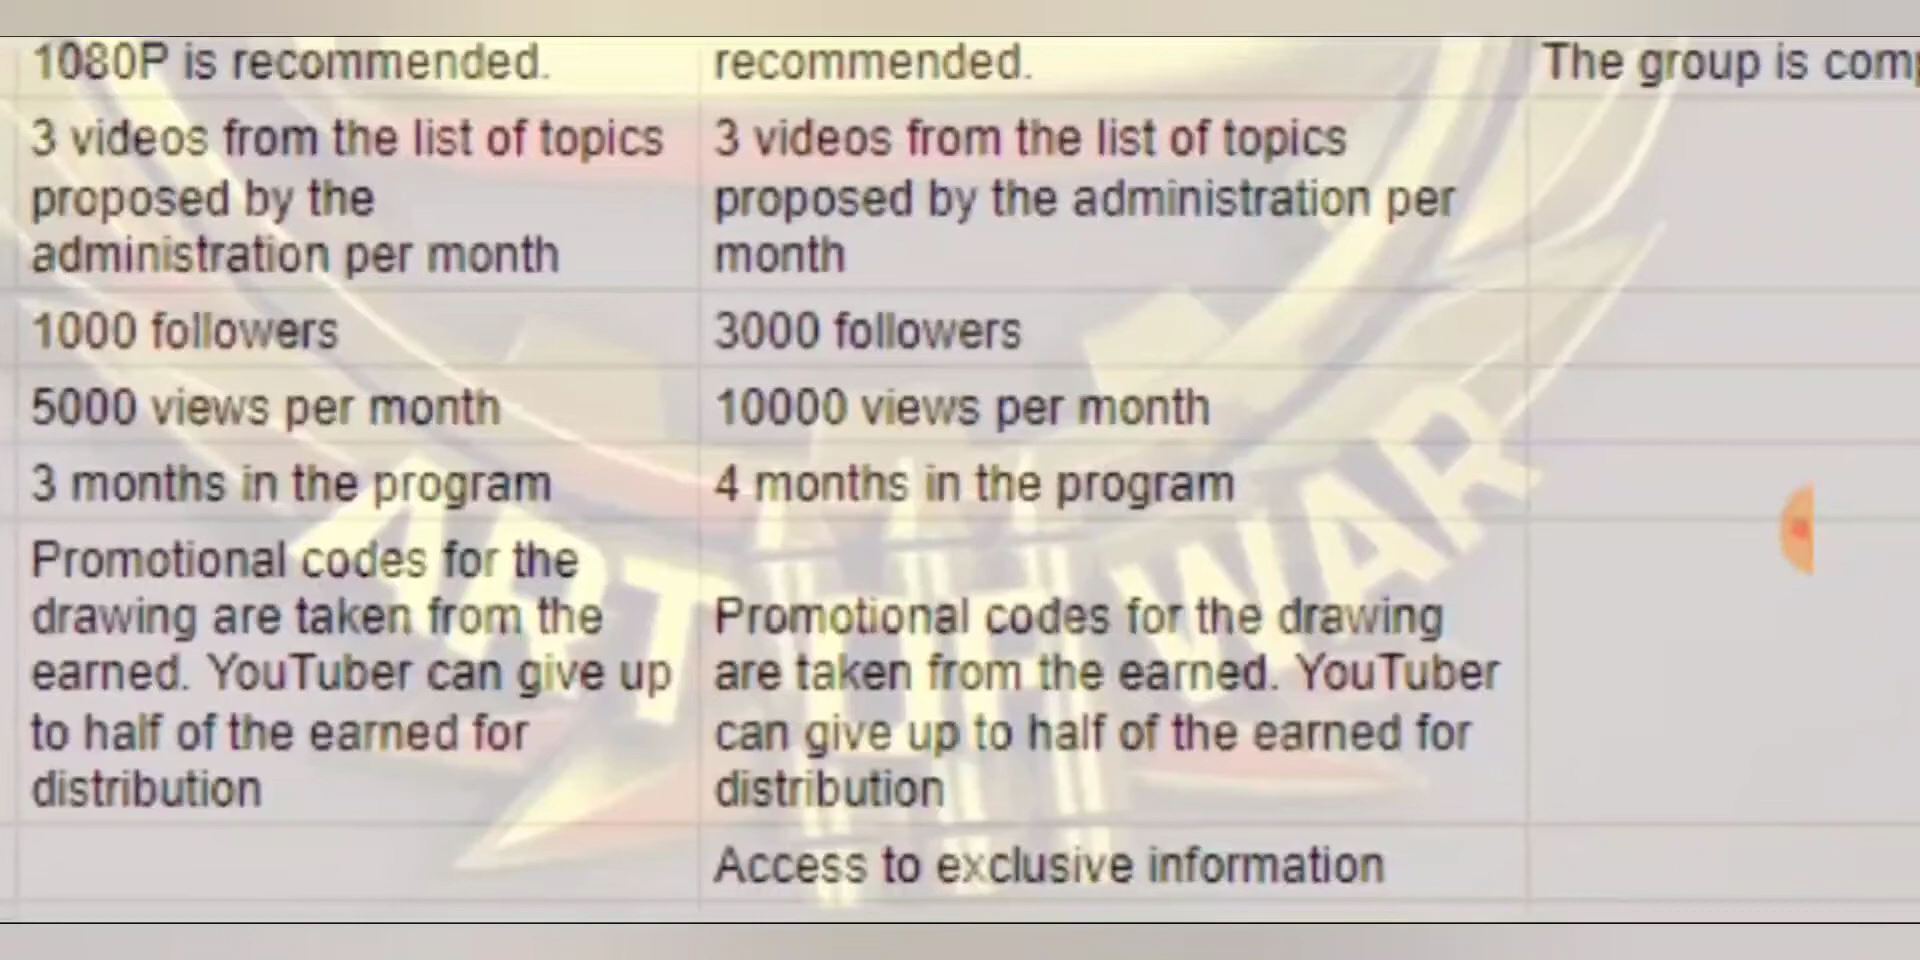 1080P is recommended.
recommended.
The group is
3 videos from the list of topics
proposed by the
administration per month
3 videos from the list of topics
proposed by the administration per
month
1000 followers
3000 followers
5000 views per month
10000 views per month
3 months in the program
4 months in the program
Promotional codes for the
drawing are taken from the
earned. YouTuber can give up
to half of the earned for
distribution
Promotional codes for the drawing
are taken from the earned. YouTuber
can give up to half of the earned for
distribution
Access to exclusive information
ART OF WAR